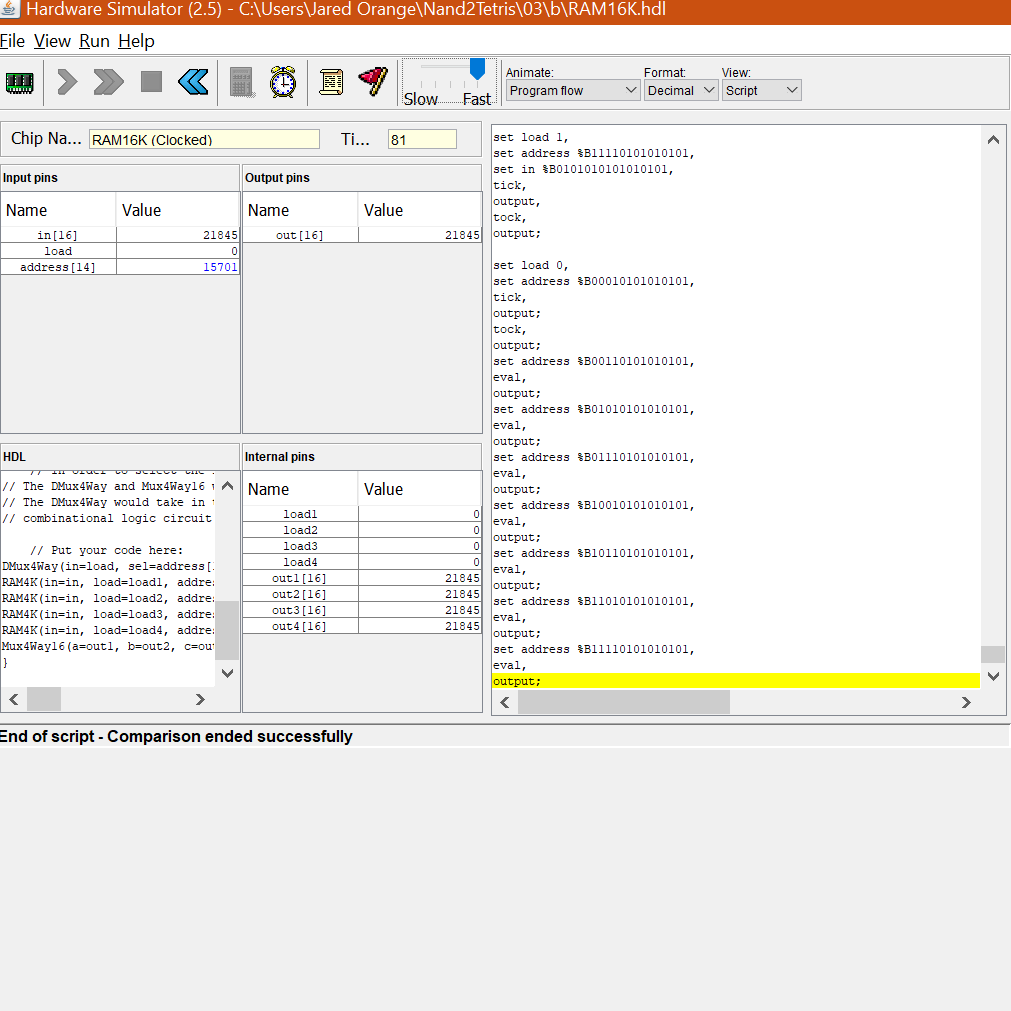 Hardware Simulator (2.5) - C:\Users\Jared Orange\Nand2Tetris\03\b\RAM16K.hdl
File View Run Help
Slow Fast
Animate: Format: View:
Program flow Decimal Script
Chip Na... RAM16K (Clocked) Ti... 81
Input pins
Name Value
in[16] 21845
load 0
address[14] 15701
Output pins
Name Value
out[16] 21845
HDL
// In order to select the
// The DMux4Way and Mux4Way16
// The DMux4Way would take in
// combinational logic circuit
// Put your code here:
DMux4Way(in=load, sel=address[
RAM4K(in=in, load=load1, addre
RAM4K(in=in, load=load2, addre
RAM4K(in=in, load=load3, addre
RAM4K(in=in, load=load4, addre
Mux4Way16(a=out1, b=out2, c=ou
}
Internal pins
Name Value
load1 0
load2 0
load3 0
load4 0
out1[16] 21845
out2[16] 21845
out3[16] 21845
out4[16] 21845
set load 1,
set address %B11110101010101,
set in %B0101010101010101,
tick,
output,
tock,
output;
set load 0,
set address %B00010101010101,
tick,
output;
tock,
output;
set address %B00110101010101,
eval,
output;
set address %B01010101010101,
eval,
output;
set address %B01110101010101,
eval,
output;
set address %B10010101010101,
eval,
output;
set address %B10110101010101,
eval,
output;
set address %B11010101010101,
eval,
output;
set address %B11110101010101,
eval,
output;
End of script - Comparison ended successfully